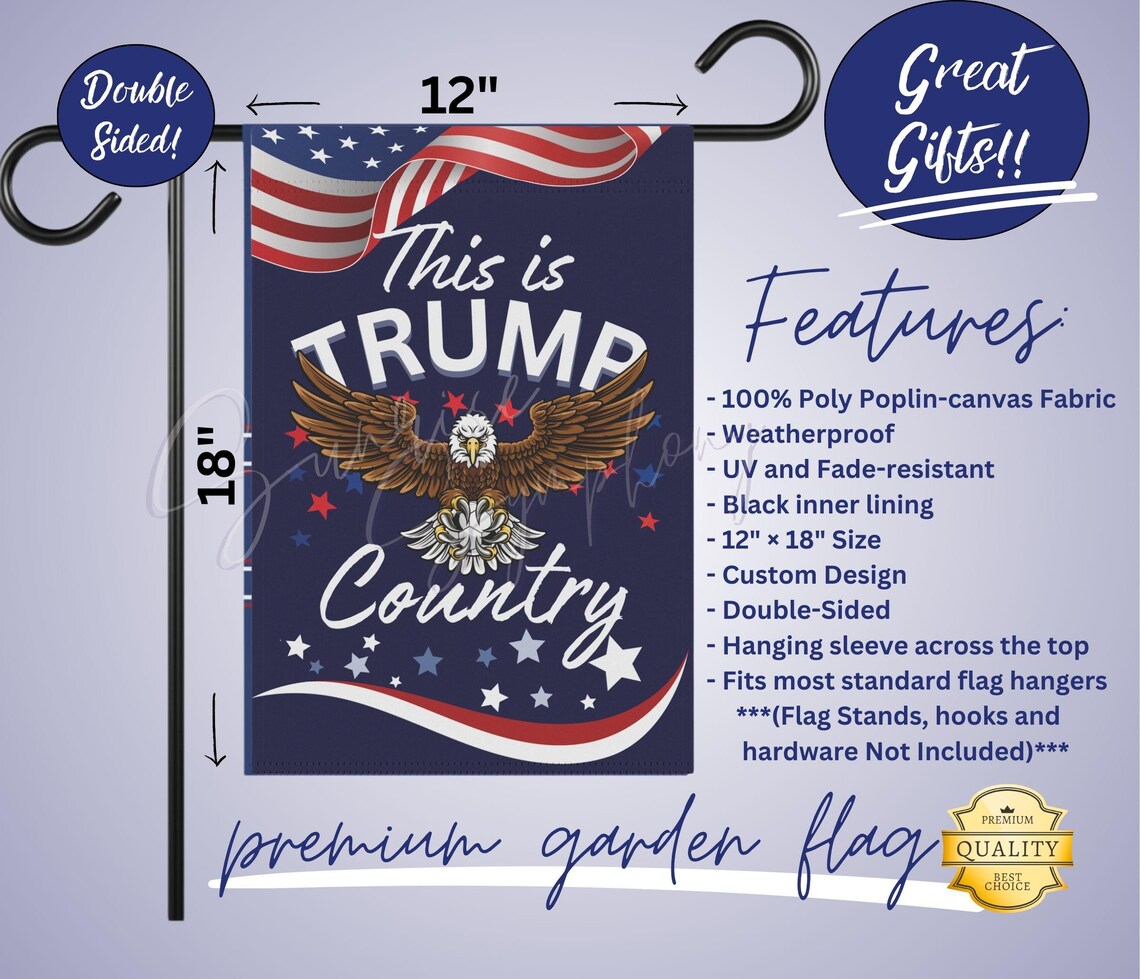 Double
Sided!
12"
Great
Gifts!!
18"
This is
TRUMP
Country
Sunrise
Symphony
Features:
- 100% Poly Poplin-canvas Fabric
- Weatherproof
- UV and Fade-resistant
- Black inner lining
- 12" × 18" Size
- Custom Design
- Double-Sided
- Hanging sleeve across the top
- Fits most standard flag hangers
***(Flag Stands, hooks and
hardware Not Included)***
premium garden flag
PREMIUM
QUALITY
BEST
CHOICE